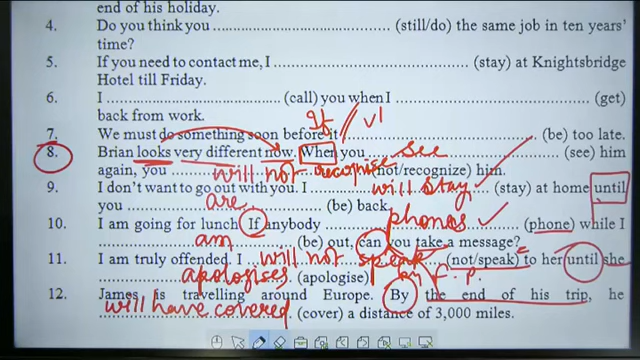 end of his holiday.
4. Do you think you ........................ (still/do) the same job in ten years'
time?
5. If you need to contact me, I ........................ (stay) at Knightsbridge
Hotel till Friday.
6. I ........................ (call) you when I ........................ (get)
back from work.
If // v1
7. We must do something soon before it ........................ (be) too late.
8. Brian looks very different now. When you see (see) him
again, you will not recognise (not/recognize) him.
9. I don't want to go out with you. I will stay (stay) at home until
you are (be) back.
10. I am going for lunch. If anybody phones (phone) while I
am (be) out, can you take a message?
11. I am truly offended. I will not speak (not/speak) to her until she
apologises (apologise) by f.p.
12. James is travelling around Europe. By the end of his trip, he
will have covered (cover) a distance of 3,000 miles.